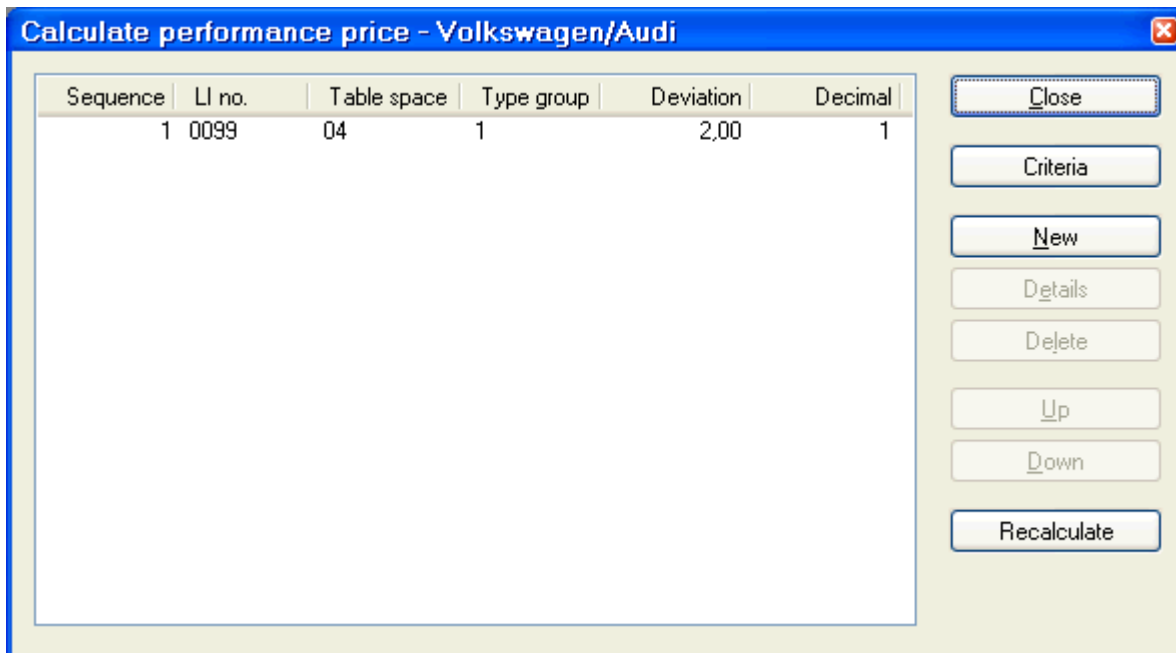 Calculate performance price - Volkswagen/Audi
Sequence LI no. Table space Type group Deviation Decimal
1 0099 04 1 2,00 1
Close
Criteria
New
Details
Delete
Up
Down
Recalculate